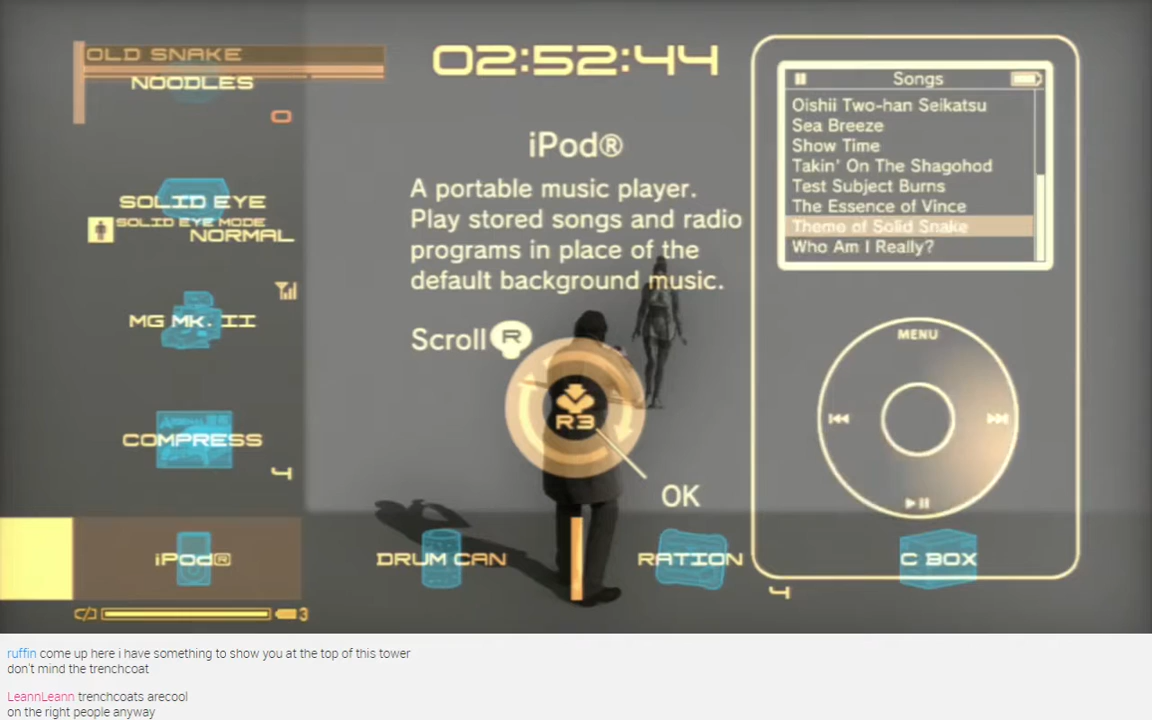 OLD SNAKE
NOODLES
0
SOLID EYE
SOLID EYE MODE
NORMAL
MG MK. II
COMPRESS
4
iPod®
3
02:52:44
iPod®
A portable music player.
Play stored songs and radio
programs in place of the
default background music.
Scroll R
R3
OK
DRUM CAN
RATION
4
C BOX
Songs
Oishii Two-han Seikatsu
Sea Breeze
Show Time
Takin' On The Shagohod
Test Subject Burns
The Essence of Vince
Theme of Solid Snake
Who Am I Really?
MENU
ruffin come up here i have something to show you at the top of this tower
don't mind the trenchcoat
LeannLeann trenchcoats arecool
on the right people anyway